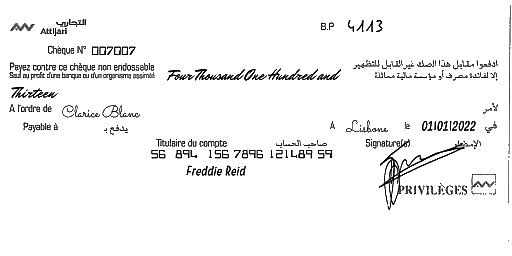 التجاري
Attijari
B.P 4113
Chèque N° 007007
Payez contre ce chèque non endossable
Sauf au profit d'une banque ou d'un organisme assimilé
Four Thousand One Hundred and
ادفعوا مقابل هذا الصك غير القابل للتظهير
إلا لفائدة مصرف أو مؤسسة مالية مماثلة
Thirteen
A l'ordre de Clarice Blanc
لأمر
Payable à يدفع بـ
A Lisbone le 01/01/2022 في
Titulaire du compte صاحب الحساب
Signature(s) الإمضاء
56 894 156 7896 121489 59
Freddie Reid
PRIVILÈGES